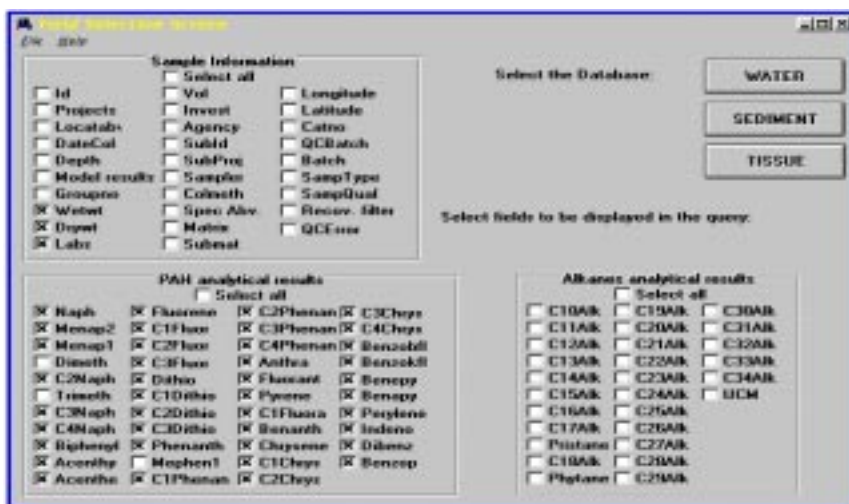 Field Selection Screen
File Help
Sample Information
Select all
Id Vol Longitude
Projects Invest Latitude
Locatabs Agency Catno
DateCol SubId QCBatch
Depth SubProj Batch
Model results Sampler SampType
Groupno Colmeth SampQual
Wetwt Spec Abv. Recov. filter
Drywt Matrix QCError
Labs Submat
Select the Database:
WATER
SEDIMENT
TISSUE
Select fields to be displayed in the query:
PAH analytical results
Select all
Naph Fluorene C2Phenan C3Chrys
Menap2 C1Fluor C3Phenan C4Chrys
Menap1 C2Fluor C4Phenan Benzobfl
Dimeth C3Fluor Anthra Benzokfl
C2Naph Dithio Fluorant Benepy
Trimeth C1Dithio Pyrene Benapy
C3Naph C2Dithio C1Fluora Perylene
C4Naph C3Dithio Benanth Indeno
Biphenyl Phenanth Chrysene Dibenz
Acenthy Mephen1 C1Chrys Benzop
Acenthe C1Phenan C2Chrys
Alkanes analytical results
Select all
C10Alk C19Alk C30Alk
C11Alk C20Alk C31Alk
C12Alk C21Alk C32Alk
C13Alk C22Alk C33Alk
C14Alk C23Alk C34Alk
C15Alk C24Alk UCM
C16Alk C25Alk
C17Alk C26Alk
Pristane C27Alk
C18Alk C28Alk
Phytane C29Alk